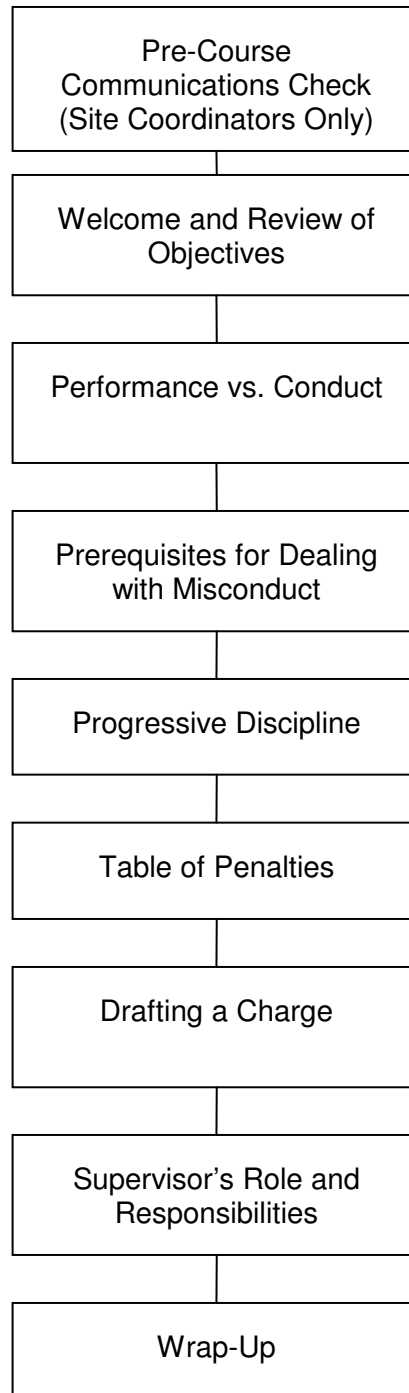 Pre-Course
Communications Check
(Site Coordinators Only)
Welcome and Review of
Objectives
Performance vs. Conduct
Prerequisites for Dealing
with Misconduct
Progressive Discipline
Table of Penalties
Drafting a Charge
Supervisor's Role and
Responsibilities
Wrap-Up